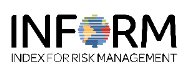 INFORM
INDEX FOR RISK MANAGEMENT